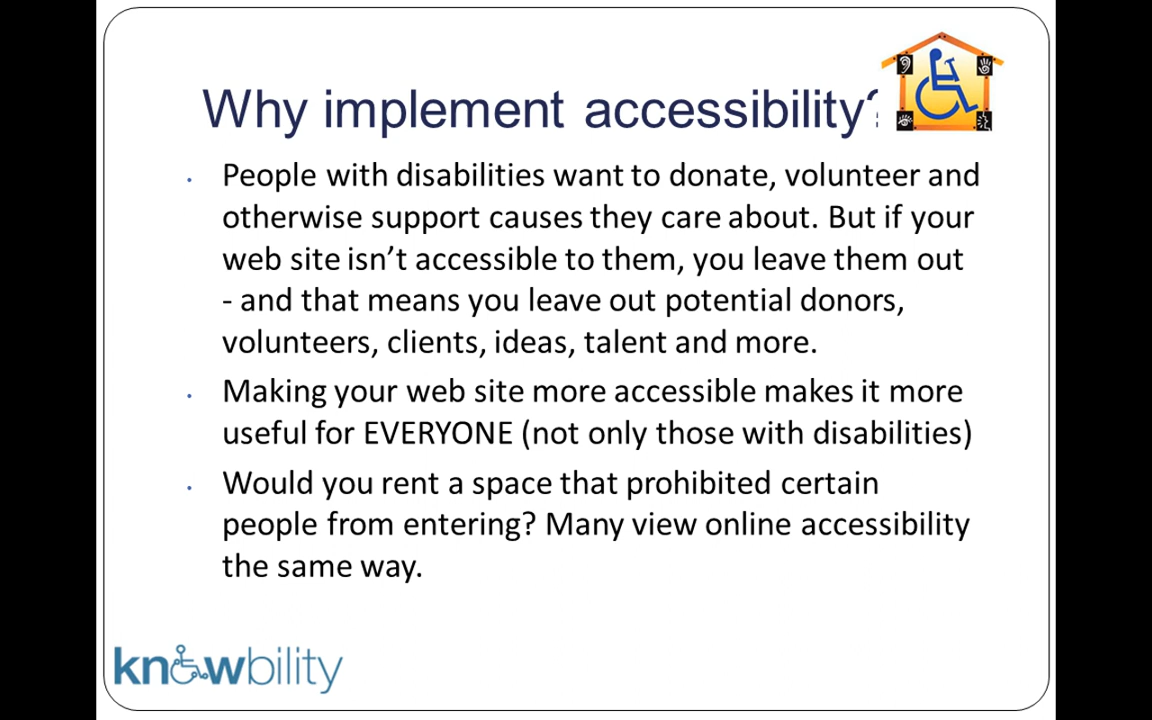 Why implement accessibility?
• People with disabilities want to donate, volunteer and
otherwise support causes they care about. But if your
web site isn’t accessible to them, you leave them out
- and that means you leave out potential donors,
volunteers, clients, ideas, talent and more.
• Making your web site more accessible makes it more
useful for EVERYONE (not only those with disabilities)
• Would you rent a space that prohibited certain
people from entering? Many view online accessibility
the same way.
knowbility